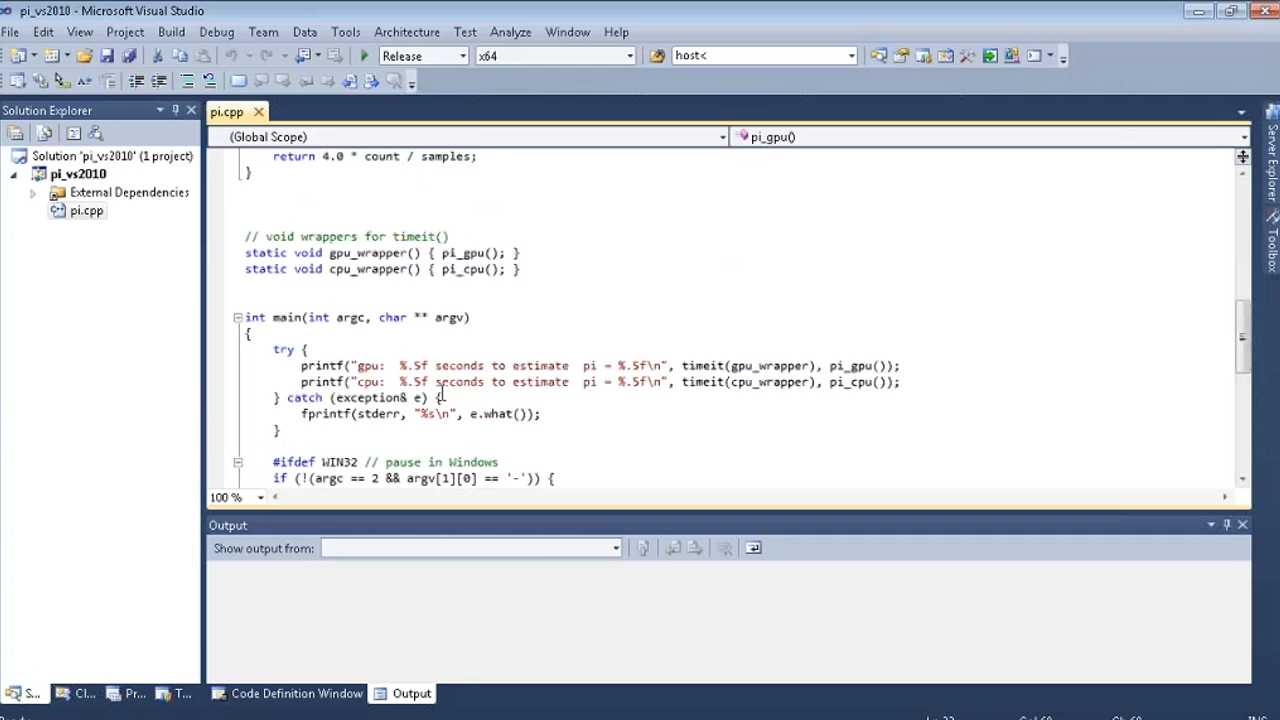 pi_vs2010 - Microsoft Visual Studio
File Edit View Project Build Debug Team Data Tools Architecture Test Analyze Window Help
Release x64 host<
Solution Explorer
pi.cpp
(Global Scope) pi_gpu()
Solution 'pi_vs2010' (1 project)
pi_vs2010
External Dependencies
pi.cpp
return 4.0 * count / samples;
}
// void wrappers for timeit()
static void gpu_wrapper() { pi_gpu(); }
static void cpu_wrapper() { pi_cpu(); }
int main(int argc, char ** argv)
{
try {
printf("gpu:  %.5f seconds to estimate  pi = %.5f\n", timeit(gpu_wrapper), pi_gpu());
printf("cpu:  %.5f seconds to estimate  pi = %.5f\n", timeit(cpu_wrapper), pi_cpu());
} catch (exception& e) {
fprintf(stderr, "%s\n", e.what());
}
#ifdef WIN32 // pause in Windows
if (!(argc == 2 && argv[1][0] == '-')) {
100 %
Output
Show output from:
S... Cl... Pr... T... Code Definition Window Output
Server Explorer
Toolbox